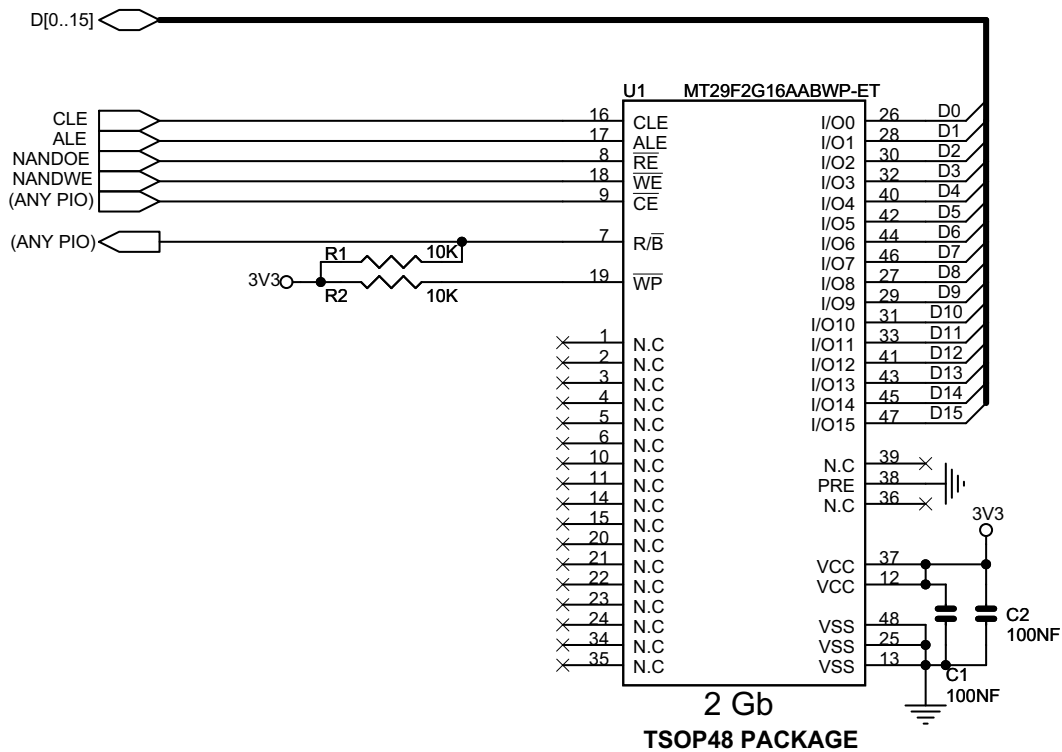 D[0..15]
U1 MT29F2G16AABWP-ET
CLE 16 CLE I/O0 26 D0
ALE 17 ALE I/O1 28 D1
NANDOE 8 RE I/O2 30 D2
NANDWE 18 WE I/O3 32 D3
(ANY PIO) 9 CE I/O4 40 D4
I/O5 42 D5
(ANY PIO) 7 R/B I/O6 44 D6
R1 10K I/O7 46 D7
3V3 R2 10K 19 WP I/O8 27 D8
I/O9 29 D9
I/O10 31 D10
1 N.C I/O11 33 D11
2 N.C I/O12 41 D12
3 N.C I/O13 43 D13
4 N.C I/O14 45 D14
5 N.C I/O15 47 D15
6 N.C
10 N.C N.C 39
11 N.C PRE 38
14 N.C N.C 36
15 N.C 3V3
20 N.C
21 N.C VCC 37
22 N.C VCC 12
23 N.C
24 N.C VSS 48 C2
34 N.C VSS 25 100NF
35 N.C VSS 13
C1
100NF
2 Gb
TSOP48 PACKAGE